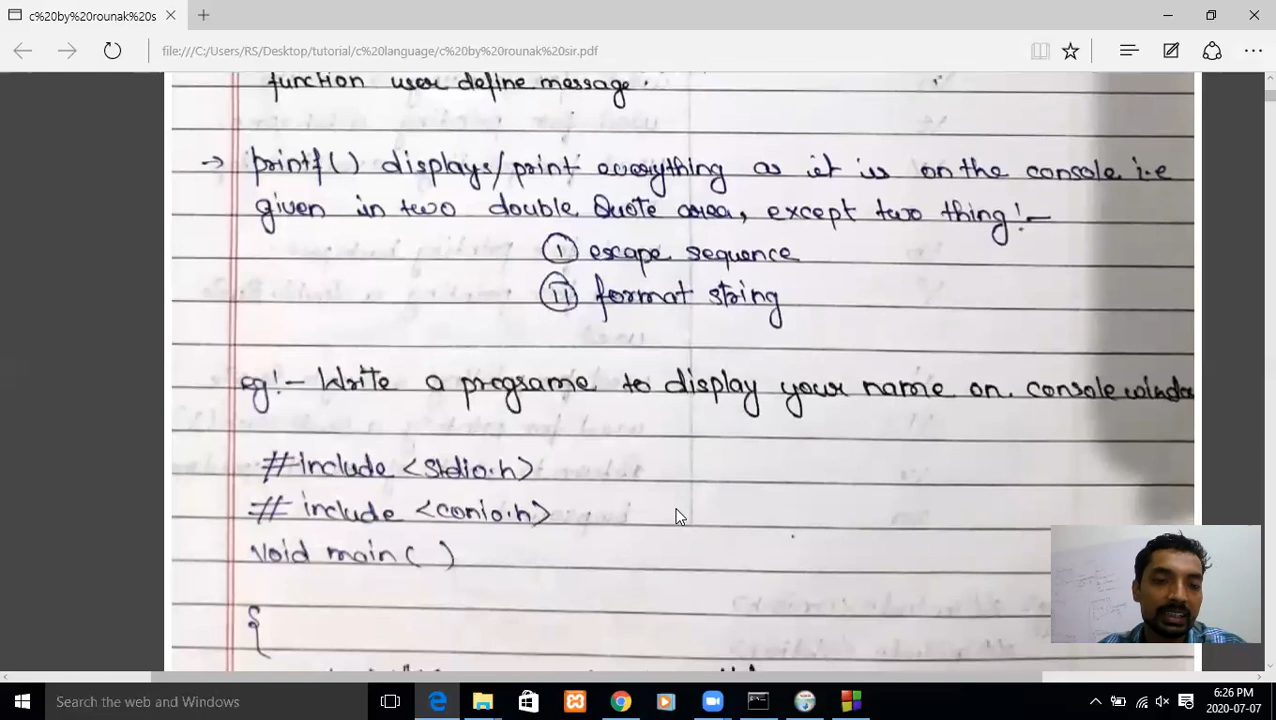 c%20by%20rounak%20s
file:///C:/Users/RS/Desktop/tutorial/c%20language/c%20by%20rounak%20sir.pdf
function user define message.
→ printf() displays/print everything as it is on the console i.e
given in two double Quote area, except two thing!—
(I) escape sequence
(II) format string
eg!— Write a programe to display your name on. console windo
#include <stdio.h>
# include <conio.h>
void main( )
{
Search the web and Windows
6:26 PM
2020-07-07